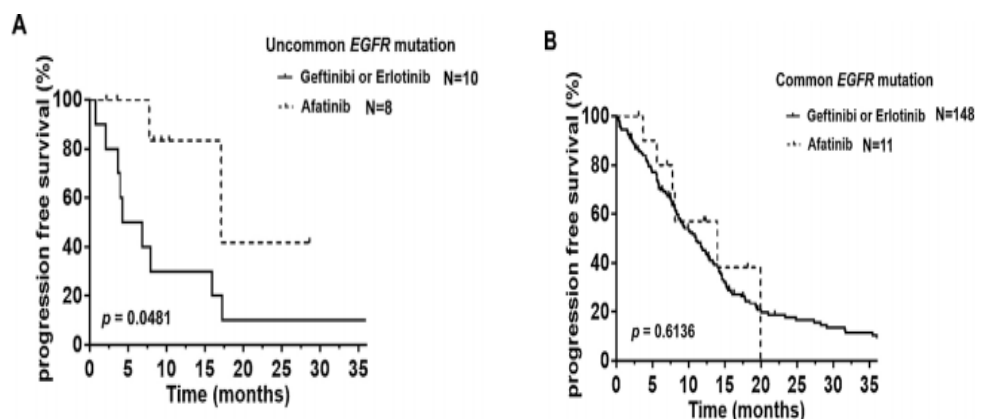 A
Uncommon EGFR mutation
Geftinibi or Erlotinib N=10
Afatinib N=8
progression free survival (%)
100
80
60
40
20
0
p = 0.0481
0 5 10 15 20 25 30 35
Time (months)
B
Common EGFR mutation
Geftinibi or Erlotinib N=148
Afatinib N=11
progression free survival (%)
100
80
60
40
20
0
p = 0.6136
0 5 10 15 20 25 30 35
Time (months)